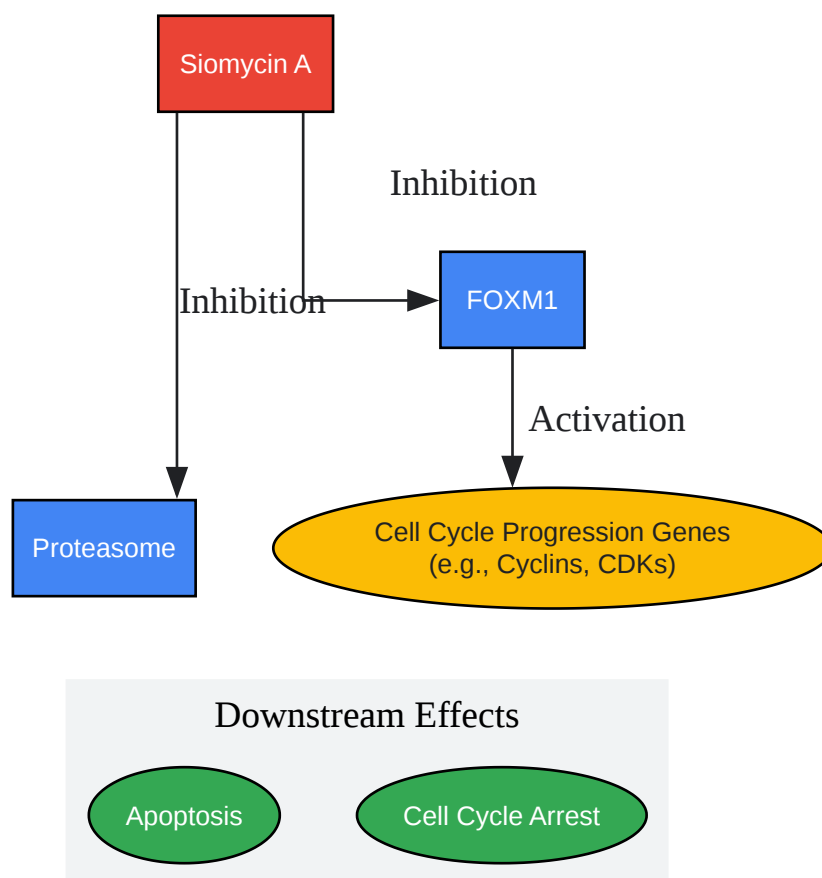 Siomycin A
Inhibition
Inhibition
FOXM1
Activation
Proteasome
Cell Cycle Progression Genes
(e.g., Cyclins, CDKs)
Downstream Effects
Apoptosis
Cell Cycle Arrest